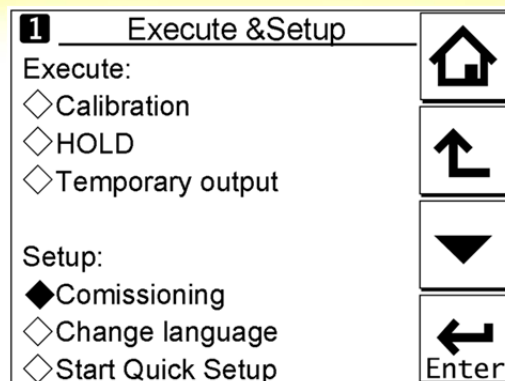 1 Execute &Setup
Execute:
Calibration
HOLD
Temporary output
Setup:
Comissioning
Change language
Start Quick Setup
Enter